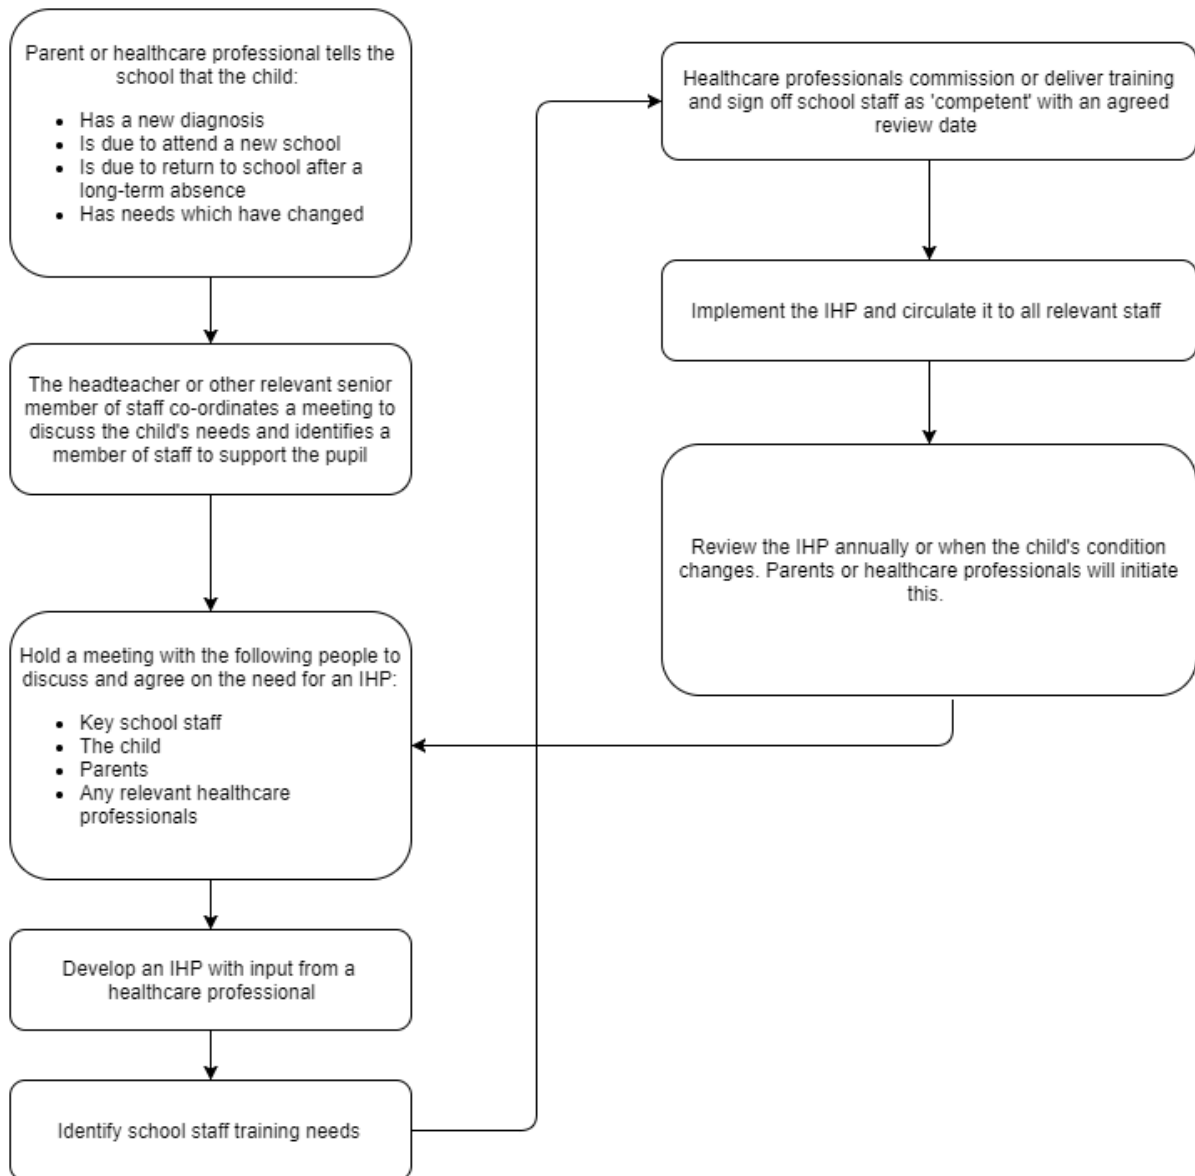 Parent or healthcare professional tells the
school that the child:
• Has a new diagnosis
• Is due to attend a new school
• Is due to return to school after a
long-term absence
• Has needs which have changed
The headteacher or other relevant senior
member of staff co-ordinates a meeting to
discuss the child's needs and identifies a
member of staff to support the pupil
Hold a meeting with the following people to
discuss and agree on the need for an IHP:
• Key school staff
• The child
• Parents
• Any relevant healthcare
professionals
Develop an IHP with input from a
healthcare professional
Identify school staff training needs
Healthcare professionals commission or deliver training
and sign off school staff as 'competent' with an agreed
review date
Implement the IHP and circulate it to all relevant staff
Review the IHP annually or when the child's condition
changes. Parents or healthcare professionals will initiate
this.